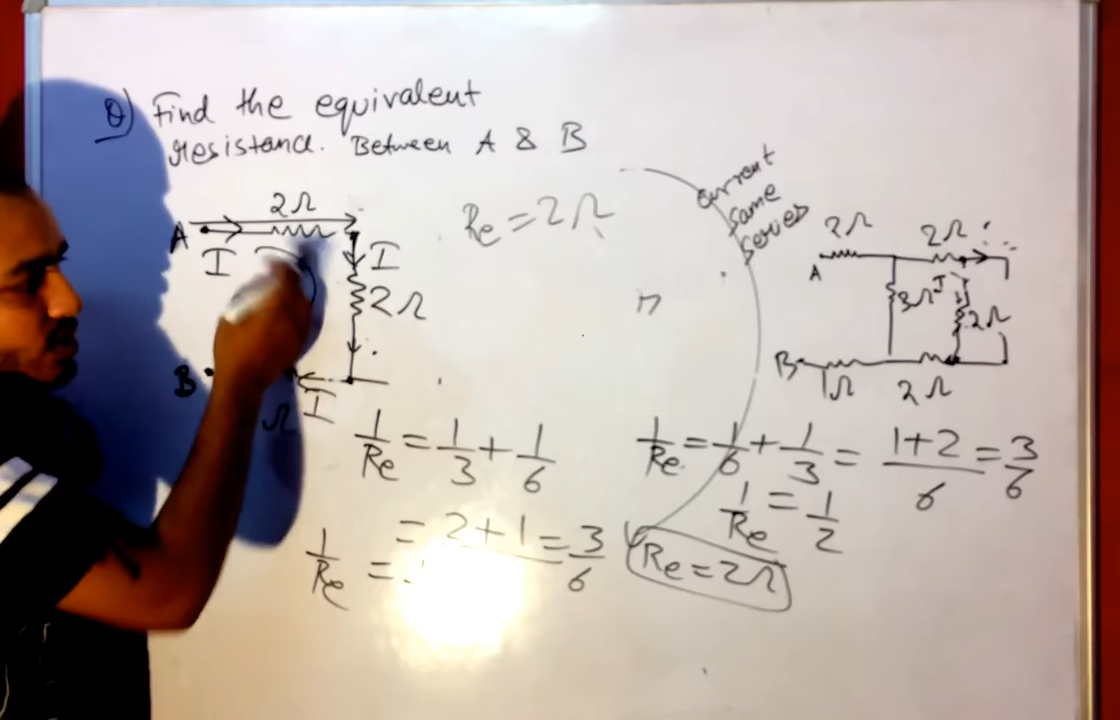 Q) Find the equivalent
resistance. Between A & B
2Ω
A
I
I
2Ω
B
I
Ω
Re = 2Ω
current
same
series
2Ω
2Ω
A
3Ω
I
2Ω
B
1Ω
2Ω
1/Re = 1/3 + 1/6
= 2+1 = 3/6
1/Re =
1/Re = 1/6 + 1/3 = 1+2/6 = 3/6
1/Re = 1/2
Re = 2Ω